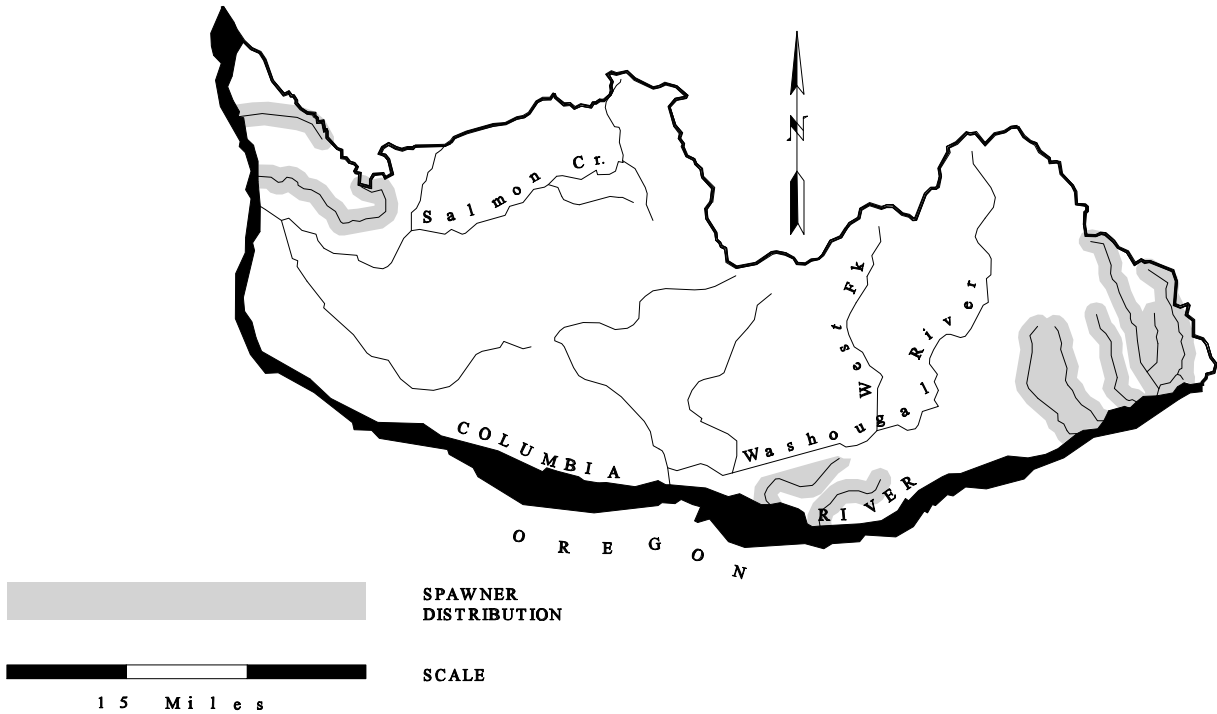 N
Salmon Cr.
West Fk
Washougal River
COLUMBIA RIVER
OREGON
SPAWNER
DISTRIBUTION
SCALE
15 Miles